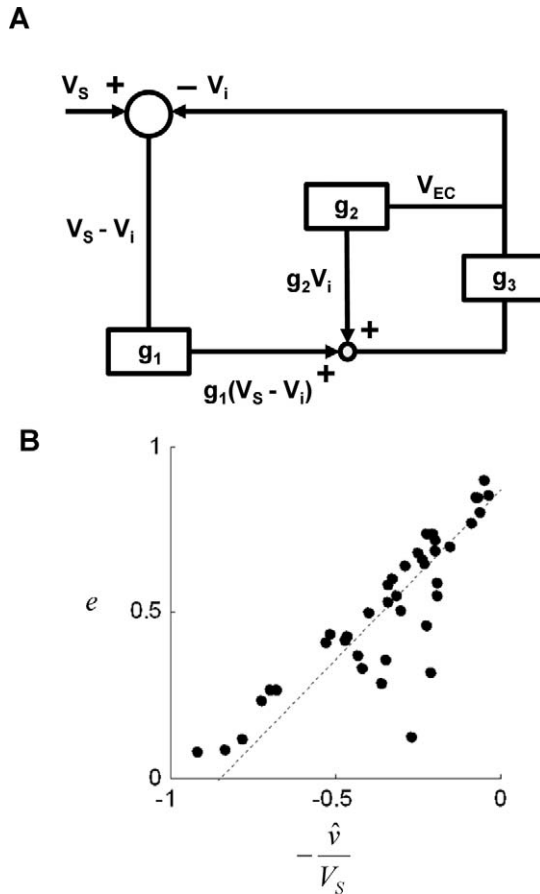 A
V_S + − V_i
V_EC
g_2
V_S - V_i
g_3
g_2V_i
+
g_1
+
g_1(V_S - V_i)
B
1
e
0.5
0
-1 -0.5 0
− v̂ / V_S